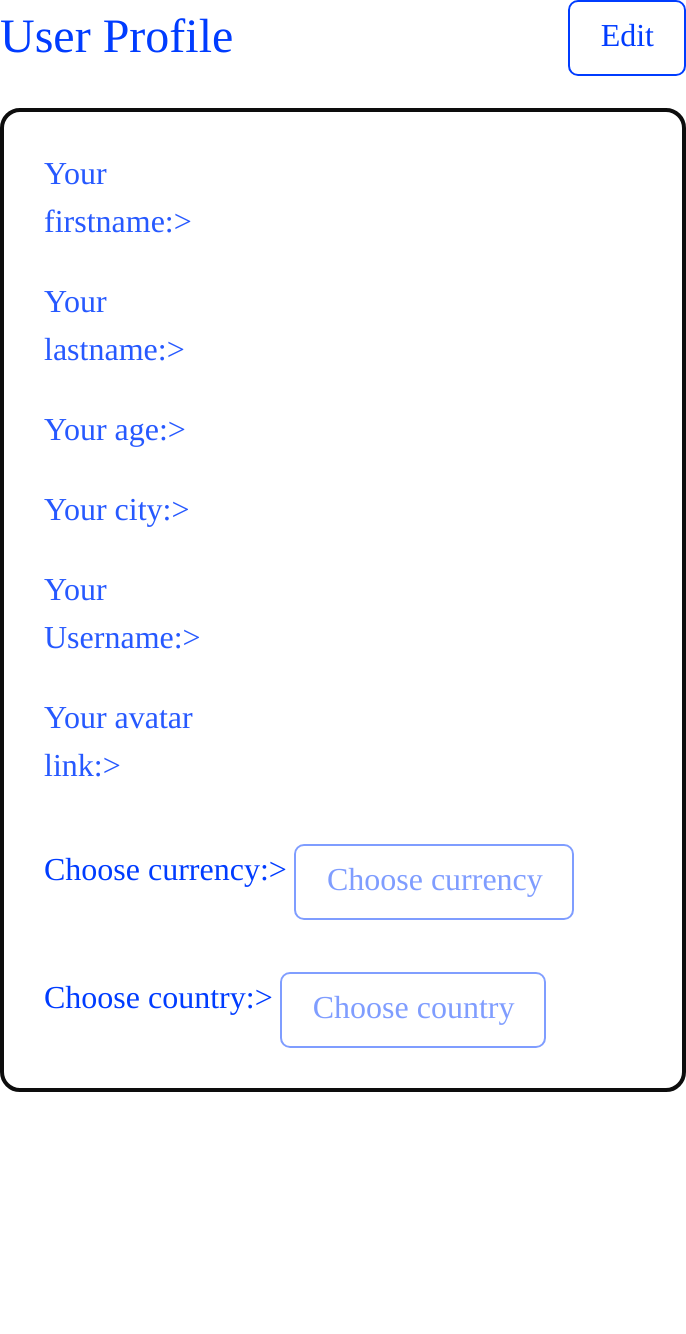 User Profile
Edit
Your
firstname:>
Your
lastname:>
Your age:>
Your city:>
Your
Username:>
Your avatar
link:>
Choose currency:>
Choose currency
Choose country:>
Choose country